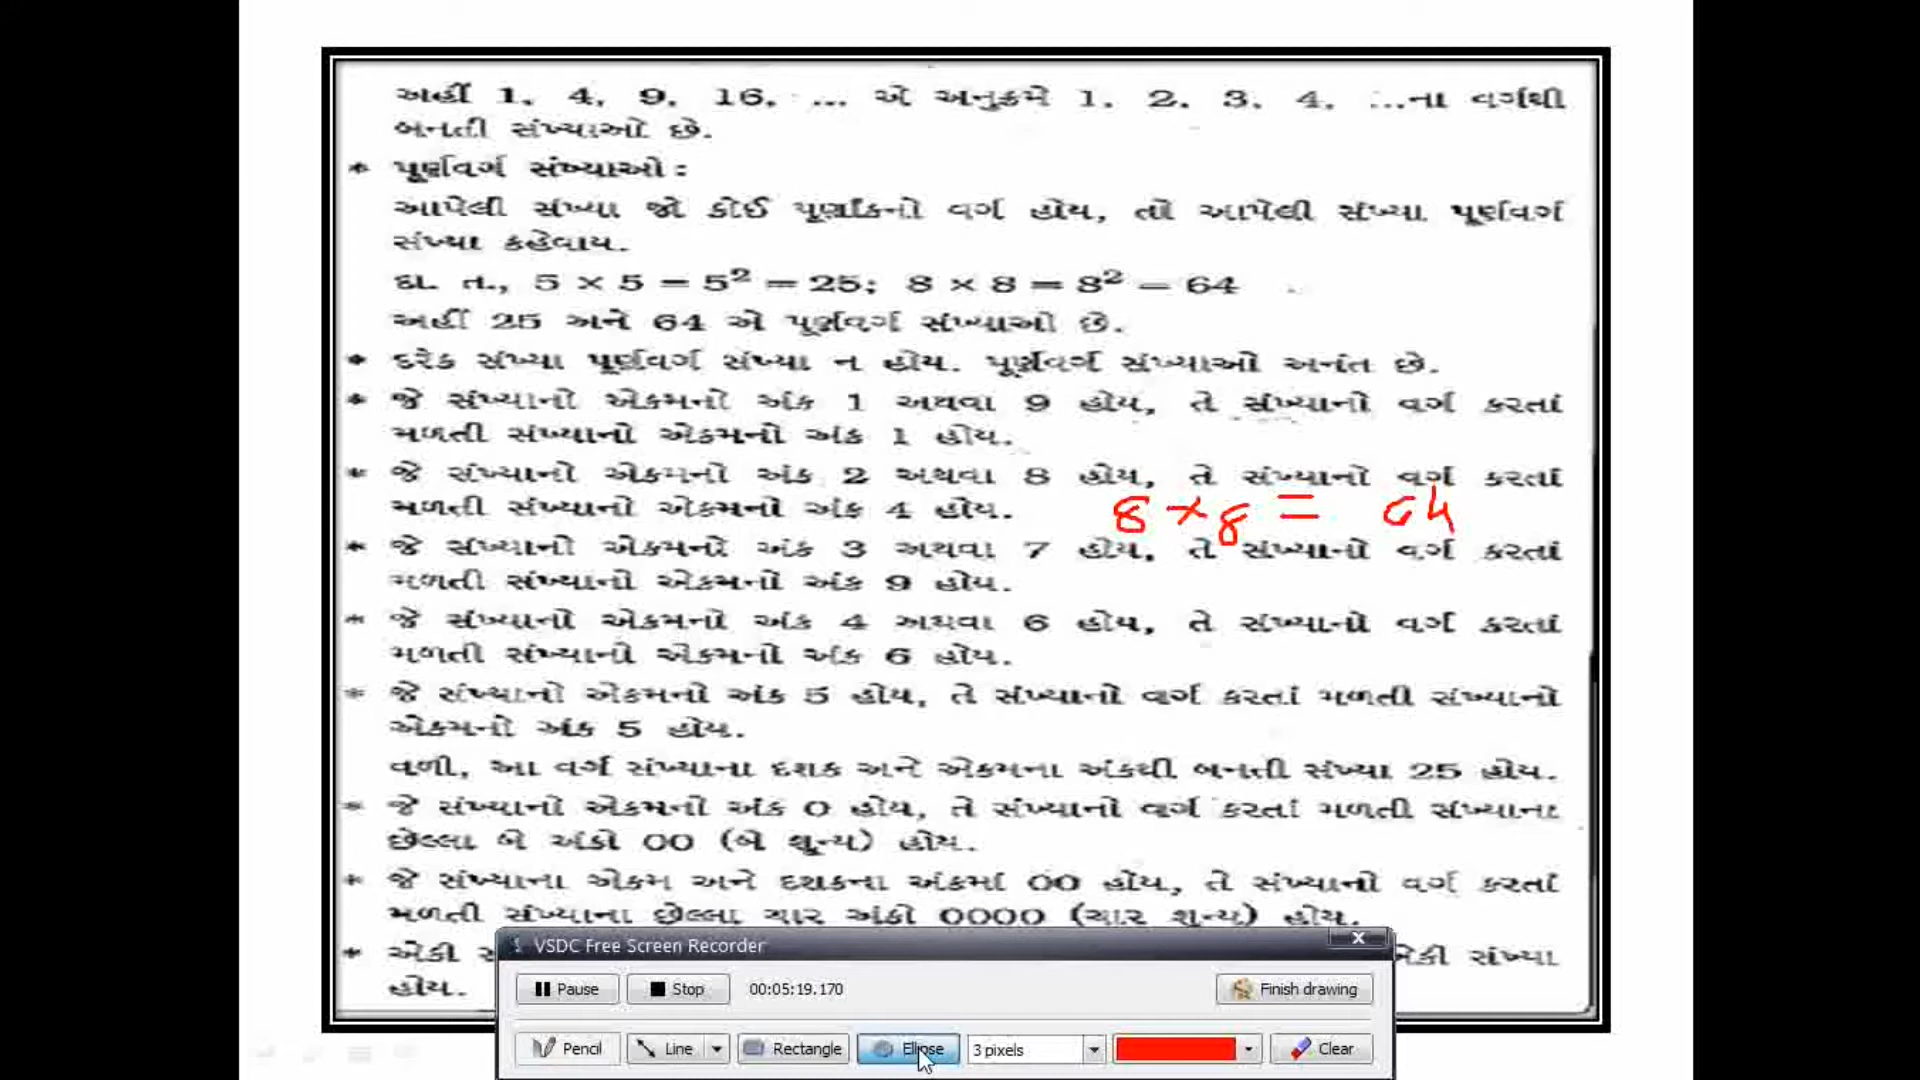 અહીં 1, 4, 9, 16, ... એ અનુક્રમે 1, 2, 3, 4, ...ના વર્ગથી
બનતી સંખ્યાઓ છે.
* પૂર્ણવર્ગ સંખ્યાઓ :
આપેલી સંખ્યા જો કોઈ પૂર્ણાંકનો વર્ગ હોય, તો આપેલી સંખ્યા પૂર્ણવર્ગ
સંખ્યા કહેવાય.
દા. ત., 5 × 5 = 5² = 25; 8 × 8 = 8² = 64
અહીં 25 અને 64 એ પૂર્ણવર્ગ સંખ્યાઓ છે.
* દરેક સંખ્યા પૂર્ણવર્ગ સંખ્યા ન હોય. પૂર્ણવર્ગ સંખ્યાઓ અનંત છે.
* જે સંખ્યાનો એકમનો અંક 1 અથવા 9 હોય, તે સંખ્યાનો વર્ગ કરતાં
મળતી સંખ્યાનો એકમનો અંક 1 હોય.
* જે સંખ્યાનો એકમનો અંક 2 અથવા 8 હોય, તે સંખ્યાનો વર્ગ કરતાં
મળતી સંખ્યાનો એકમનો અંક 4 હોય. 8 × 8 = 64
* જે સંખ્યાનો એકમનો અંક 3 અથવા 7 હોય, તે સંખ્યાનો વર્ગ કરતાં
મળતી સંખ્યાનો એકમનો અંક 9 હોય.
* જે સંખ્યાનો એકમનો અંક 4 અથવા 6 હોય, તે સંખ્યાનો વર્ગ કરતાં
મળતી સંખ્યાનો એકમનો અંક 6 હોય.
* જે સંખ્યાનો એકમનો અંક 5 હોય, તે સંખ્યાનો વર્ગ કરતાં મળતી સંખ્યાનો
એકમનો અંક 5 હોય.
વળી, આ વર્ગ સંખ્યાના દશક અને એકમના અંકથી બનતી સંખ્યા 25 હોય.
* જે સંખ્યાનો એકમનો અંક 0 હોય, તે સંખ્યાનો વર્ગ કરતાં મળતી સંખ્યાના
છેલ્લા બે અંકો 00 (બે શૂન્ય) હોય.
* જે સંખ્યાના એકમ અને દશકના અંકમાં 00 હોય, તે સંખ્યાનો વર્ગ કરતાં
મળતી સંખ્યાના છેલ્લા ચાર અંકો 0000 (ચાર શૂન્ય) હોય.
* એકી સંખ્યા
હોય.
VSDC Free Screen Recorder
Pause Stop 00:05:19.170 Finish drawing
Pencil Line Rectangle Ellipse 3 pixels Clear